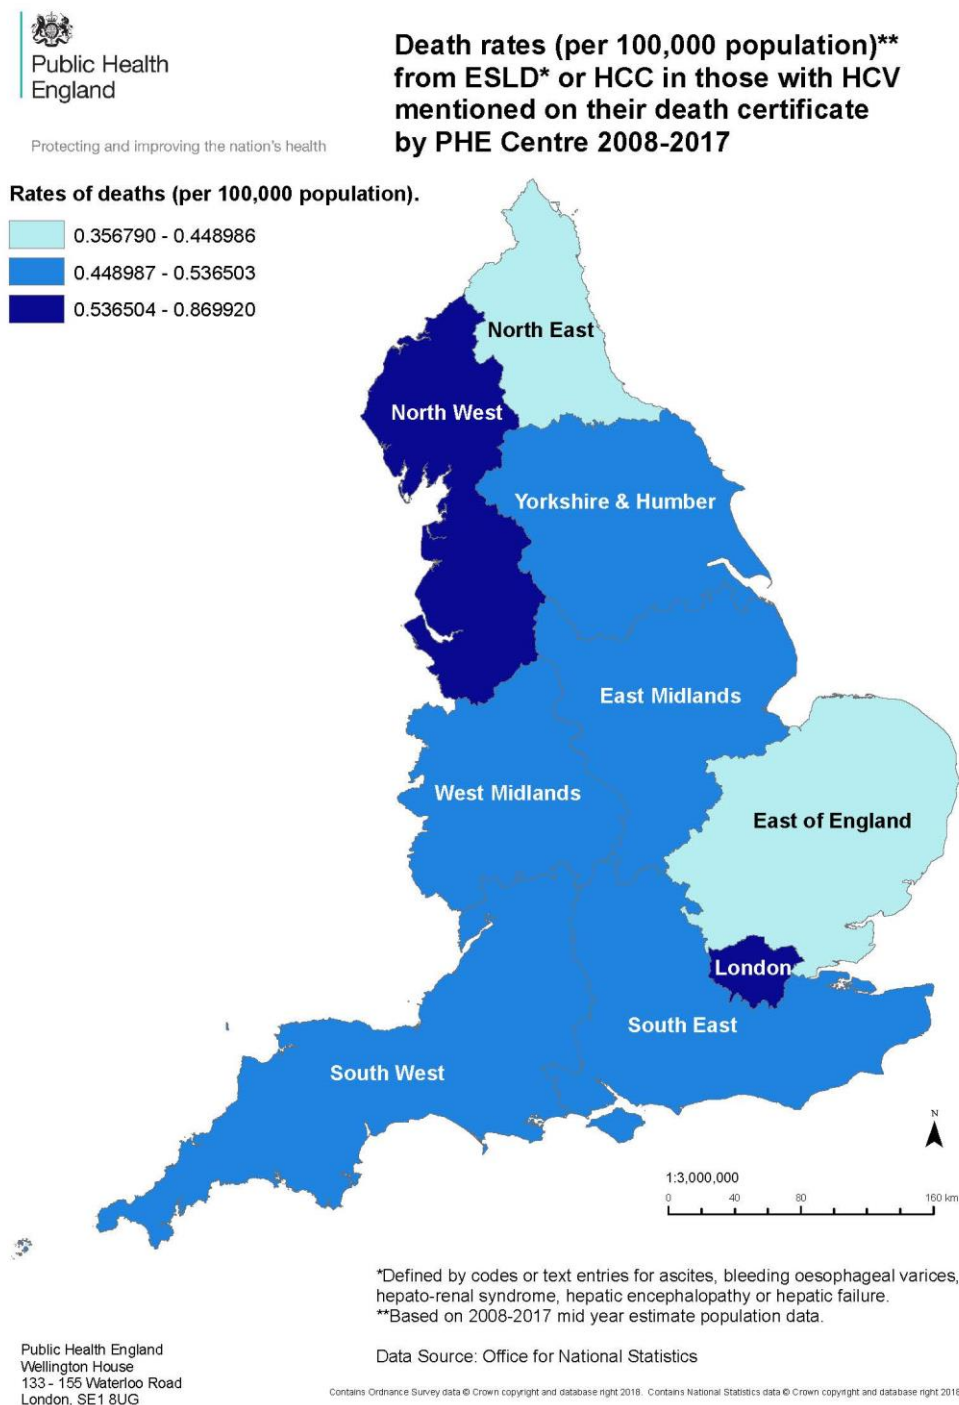 Public Health
England
Protecting and improving the nation's health
Death rates (per 100,000 population)**
from ESLD* or HCC in those with HCV
mentioned on their death certificate
by PHE Centre 2008-2017
Rates of deaths (per 100,000 population).
0.356790 - 0.448986
0.448987 - 0.536503
0.536504 - 0.869920
North East
North West
Yorkshire & Humber
East Midlands
West Midlands
East of England
London
South East
South West
N
1:3,000,000
0 40 80 160 km
*Defined by codes or text entries for ascites, bleeding oesophageal varices,
hepato-renal syndrome, hepatic encephalopathy or hepatic failure.
**Based on 2008-2017 mid year estimate population data.
Data Source: Office for National Statistics
Public Health England
Wellington House
133 - 155 Waterloo Road
London, SE1 8UG
Contains Ordnance Survey data © Crown copyright and database right 2018. Contains National Statistics data © Crown copyright and database right 2018